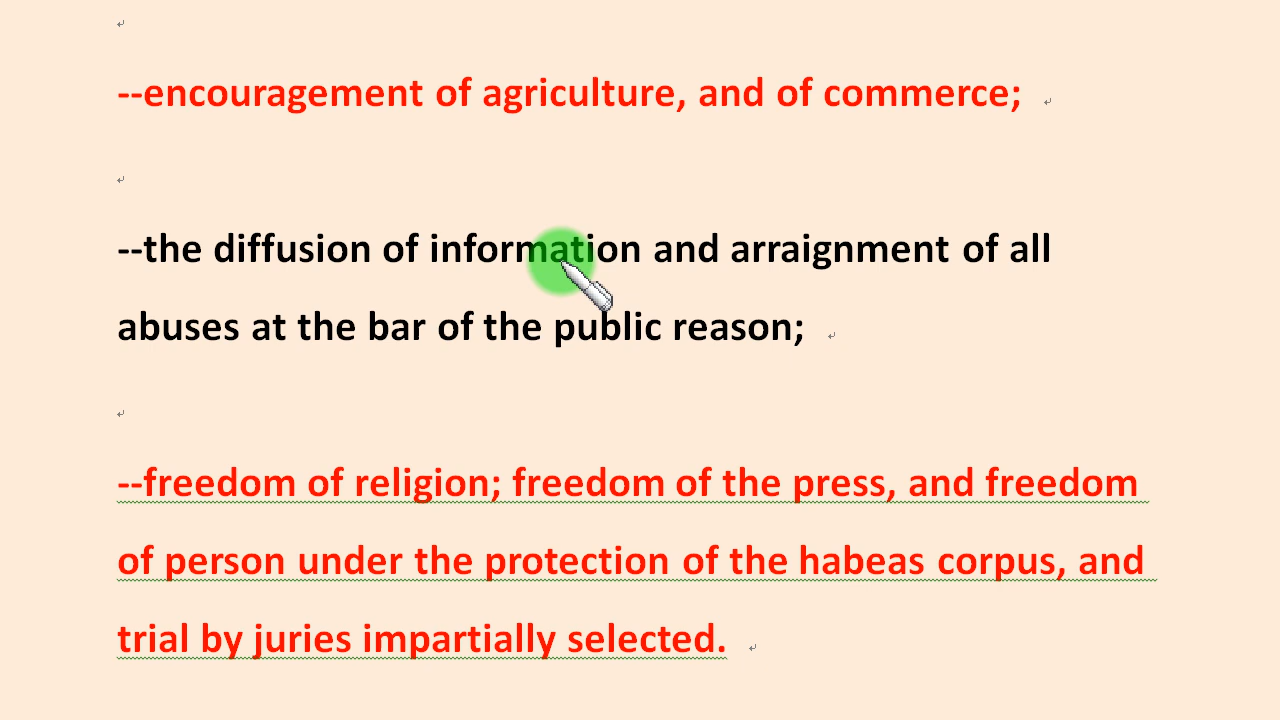 --encouragement of agriculture, and of commerce;
--the diffusion of information and arraignment of all
abuses at the bar of the public reason;
--freedom of religion; freedom of the press, and freedom
of person under the protection of the habeas corpus, and
trial by juries impartially selected.